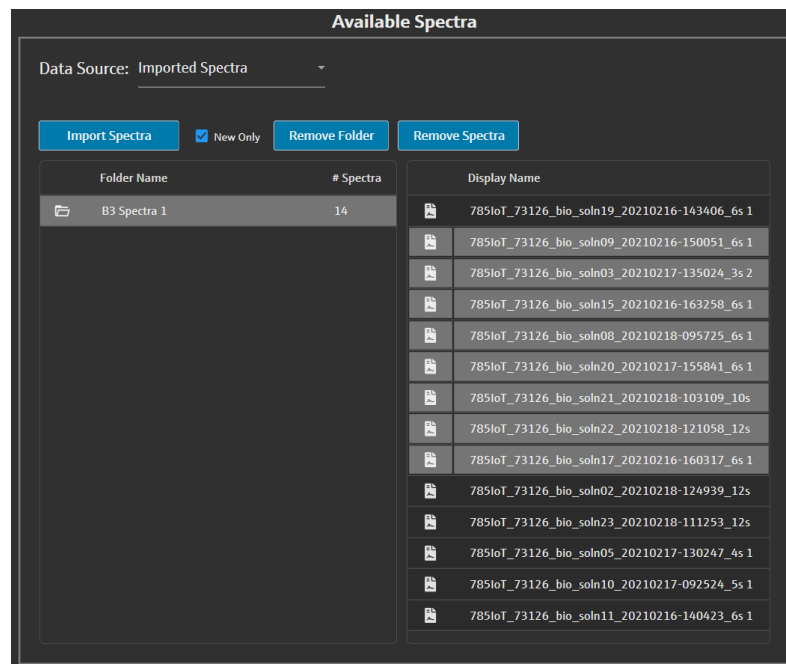 Available Spectra
Data Source: Imported Spectra
Import Spectra New Only Remove Folder Remove Spectra
Folder Name # Spectra
B3 Spectra 1 14
Display Name
785IoT_73126_bio_soln19_20210216-143406_6s 1
785IoT_73126_bio_soln09_20210216-150051_6s 1
785IoT_73126_bio_soln03_20210217-135024_3s 2
785IoT_73126_bio_soln15_20210216-163258_6s 1
785IoT_73126_bio_soln08_20210218-095725_6s 1
785IoT_73126_bio_soln20_20210217-155841_6s 1
785IoT_73126_bio_soln21_20210218-103109_10s
785IoT_73126_bio_soln22_20210218-121058_12s
785IoT_73126_bio_soln17_20210216-160317_6s 1
785IoT_73126_bio_soln02_20210218-124939_12s
785IoT_73126_bio_soln23_20210218-111253_12s
785IoT_73126_bio_soln05_20210217-130247_4s 1
785IoT_73126_bio_soln10_20210217-092524_5s 1
785IoT_73126_bio_soln11_20210216-140423_6s 1